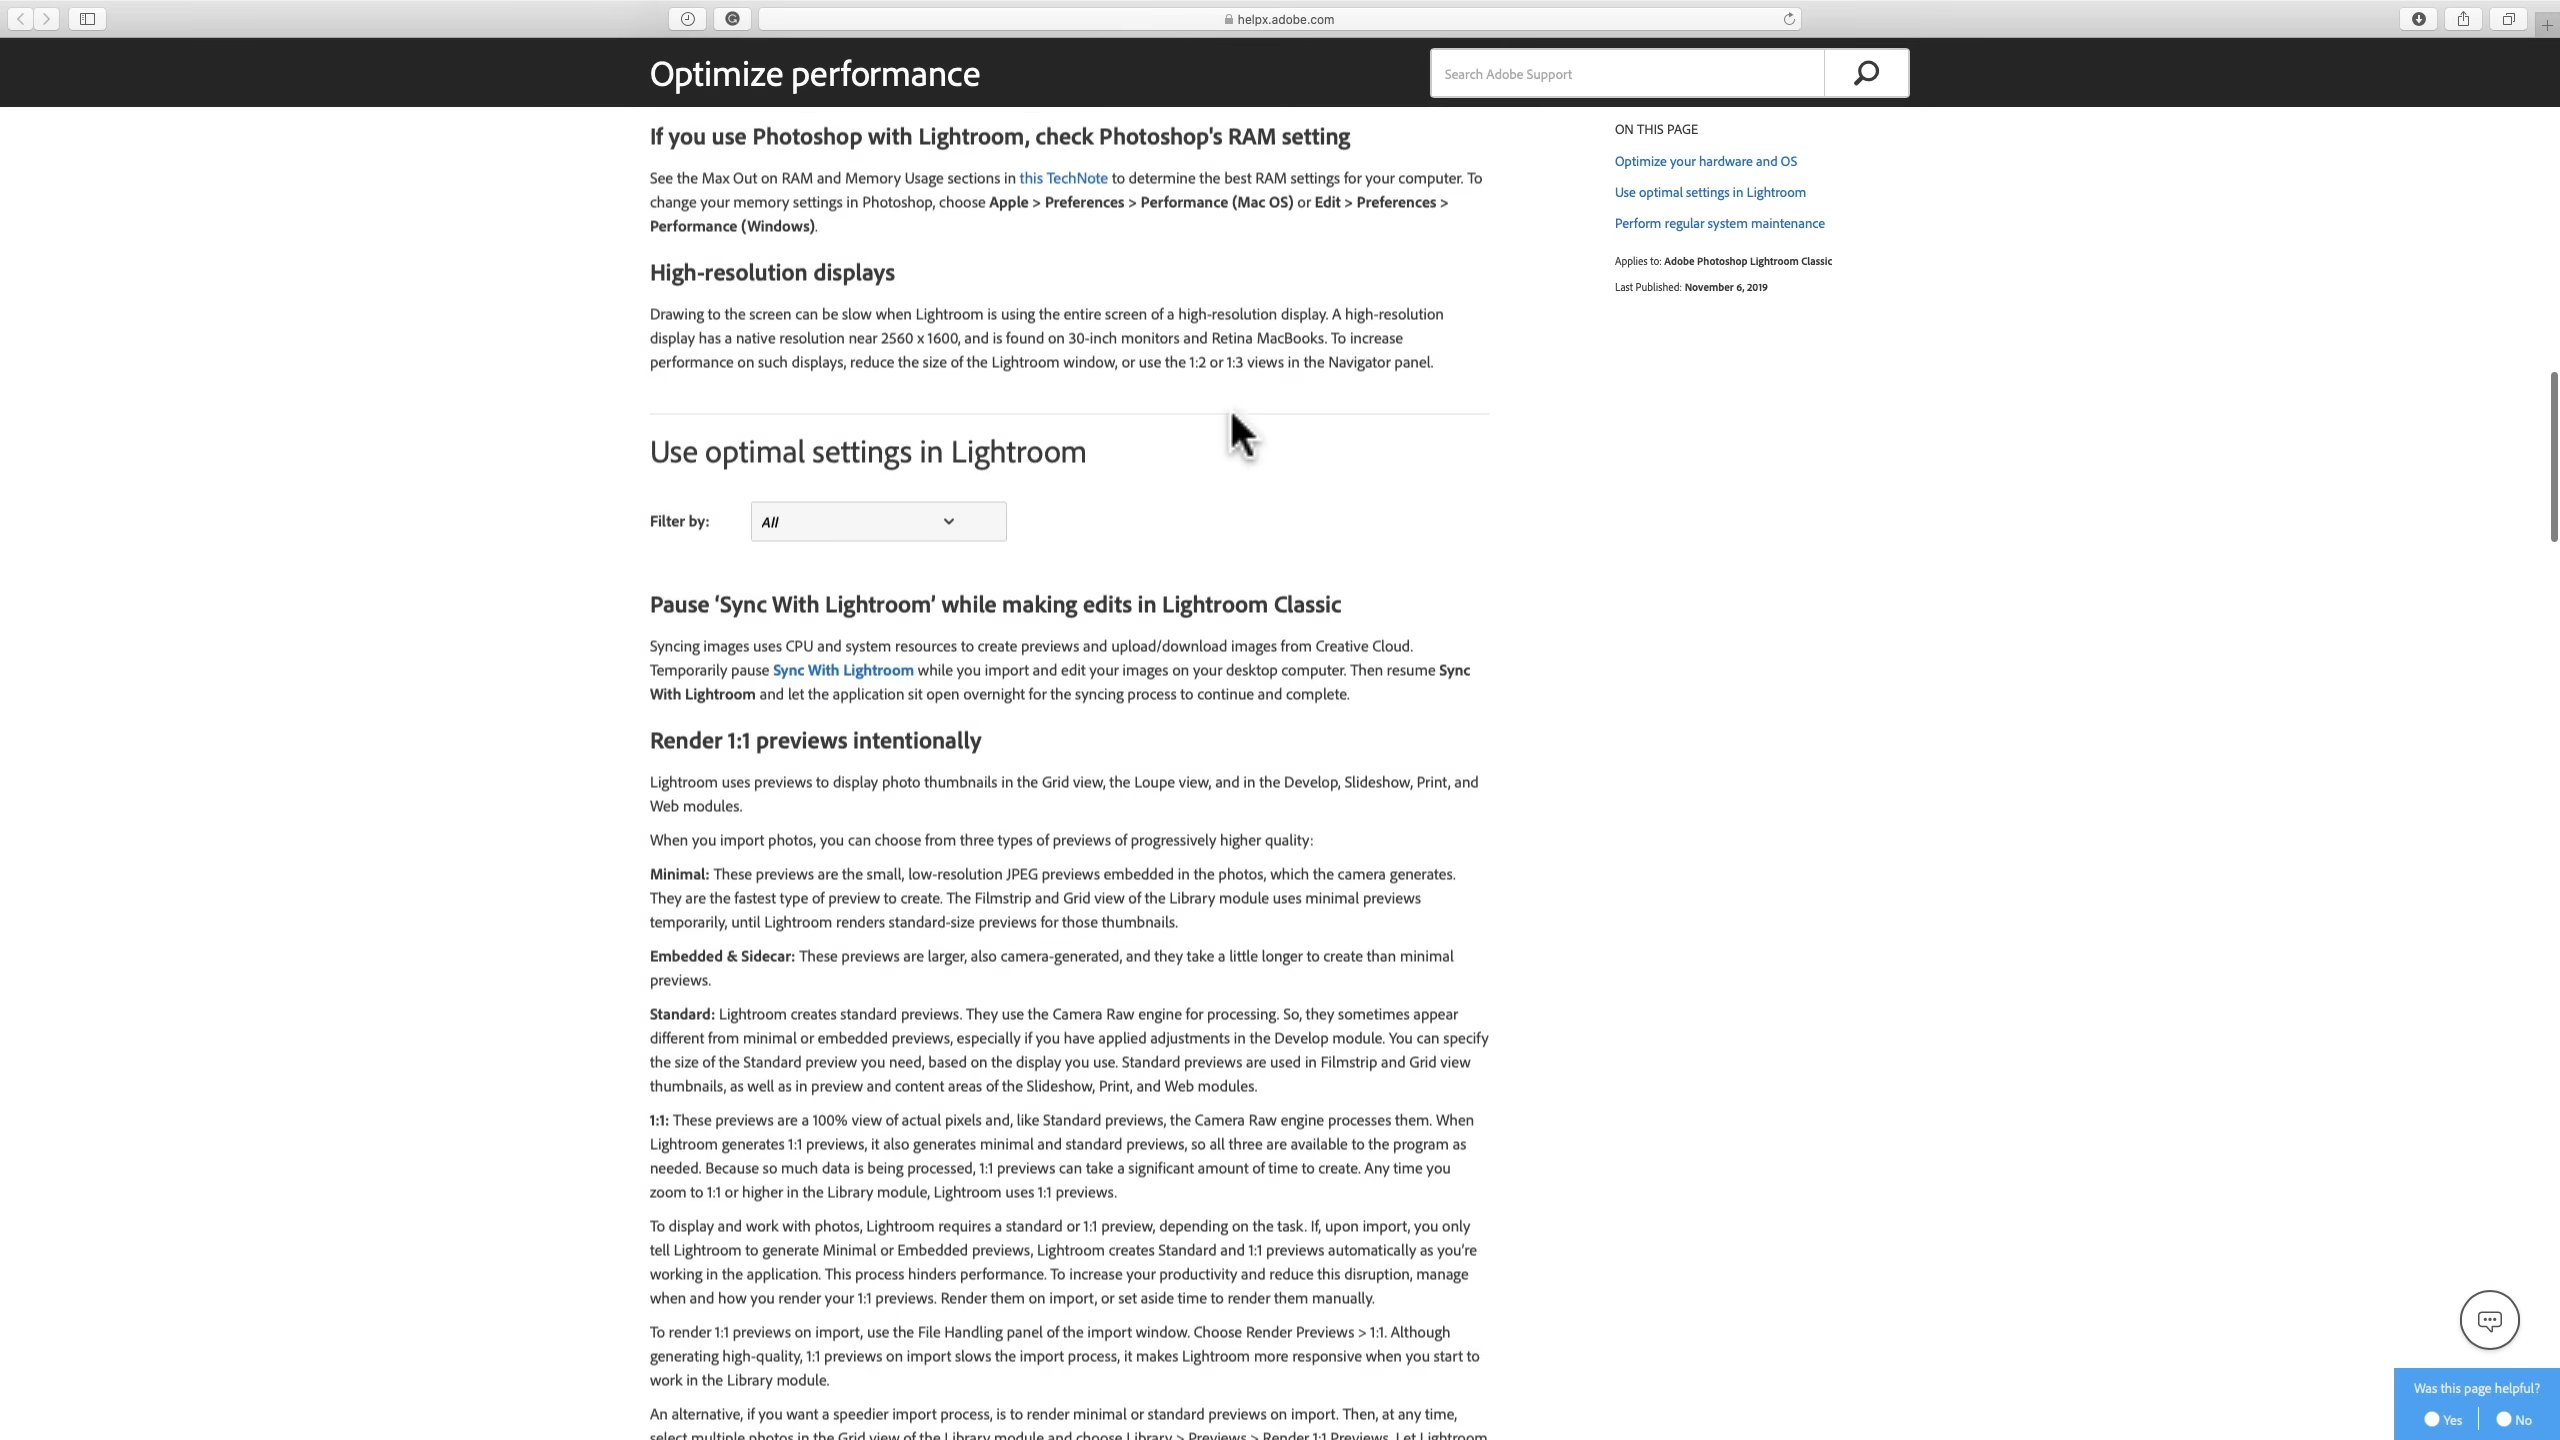 helpx.adobe.com
Optimize performance
Search Adobe Support
If you use Photoshop with Lightroom, check Photoshop's RAM setting
See the Max Out on RAM and Memory Usage sections in this TechNote to determine the best RAM settings for your computer. To
change your memory settings in Photoshop, choose Apple > Preferences > Performance (Mac OS) or Edit > Preferences >
Performance (Windows).
High-resolution displays
Drawing to the screen can be slow when Lightroom is using the entire screen of a high-resolution display. A high-resolution
display has a native resolution near 2560 x 1600, and is found on 30-inch monitors and Retina MacBooks. To increase
performance on such displays, reduce the size of the Lightroom window, or use the 1:2 or 1:3 views in the Navigator panel.
Use optimal settings in Lightroom
Filter by:
All
Pause ‘Sync With Lightroom’ while making edits in Lightroom Classic
Syncing images uses CPU and system resources to create previews and upload/download images from Creative Cloud.
Temporarily pause Sync With Lightroom while you import and edit your images on your desktop computer. Then resume Sync
With Lightroom and let the application sit open overnight for the syncing process to continue and complete.
Render 1:1 previews intentionally
Lightroom uses previews to display photo thumbnails in the Grid view, the Loupe view, and in the Develop, Slideshow, Print, and
Web modules.
When you import photos, you can choose from three types of previews of progressively higher quality:
Minimal: These previews are the small, low-resolution JPEG previews embedded in the photos, which the camera generates.
They are the fastest type of preview to create. The Filmstrip and Grid view of the Library module uses minimal previews
temporarily, until Lightroom renders standard-size previews for those thumbnails.
Embedded & Sidecar: These previews are larger, also camera-generated, and they take a little longer to create than minimal
previews.
Standard: Lightroom creates standard previews. They use the Camera Raw engine for processing. So, they sometimes appear
different from minimal or embedded previews, especially if you have applied adjustments in the Develop module. You can specify
the size of the Standard preview you need, based on the display you use. Standard previews are used in Filmstrip and Grid view
thumbnails, as well as in preview and content areas of the Slideshow, Print, and Web modules.
1:1: These previews are a 100% view of actual pixels and, like Standard previews, the Camera Raw engine processes them. When
Lightroom generates 1:1 previews, it also generates minimal and standard previews, so all three are available to the program as
needed. Because so much data is being processed, 1:1 previews can take a significant amount of time to create. Any time you
zoom to 1:1 or higher in the Library module, Lightroom uses 1:1 previews.
To display and work with photos, Lightroom requires a standard or 1:1 preview, depending on the task. If, upon import, you only
tell Lightroom to generate Minimal or Embedded previews, Lightroom creates Standard and 1:1 previews automatically as you’re
working in the application. This process hinders performance. To increase your productivity and reduce this disruption, manage
when and how you render your 1:1 previews. Render them on import, or set aside time to render them manually.
To render 1:1 previews on import, use the File Handling panel of the import window. Choose Render Previews > 1:1. Although
generating high-quality, 1:1 previews on import slows the import process, it makes Lightroom more responsive when you start to
work in the Library module.
An alternative, if you want a speedier import process, is to render minimal or standard previews on import. Then, at any time,
select multiple photos in the Grid view of the Library module and choose Library > Previews > Render 1:1 Previews. Let Lightroom
ON THIS PAGE
Optimize your hardware and OS
Use optimal settings in Lightroom
Perform regular system maintenance
Applies to: Adobe Photoshop Lightroom Classic
Last Published: November 6, 2019
Was this page helpful?
Yes
No